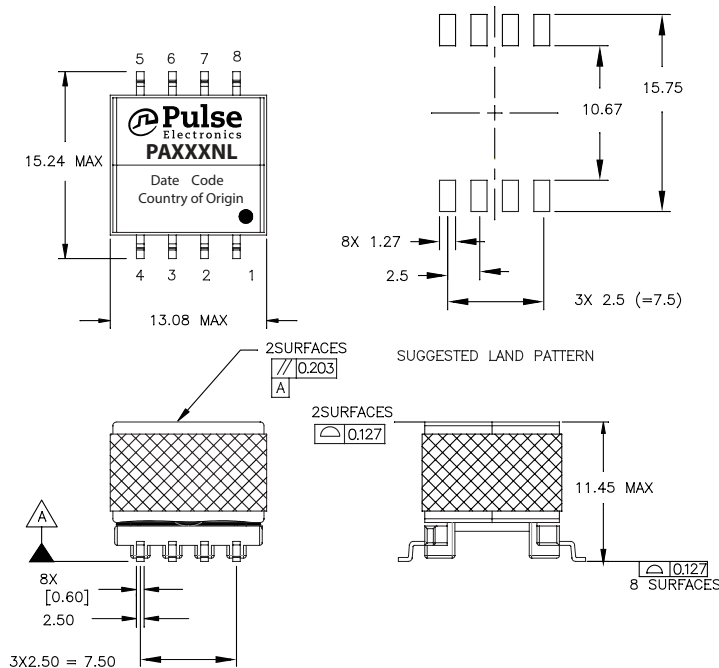 5 6 7 8
Pulse
Electronics
PAXXXNL
Date Code
Country of Origin
15.24 MAX
4 3 2 1
13.08 MAX
15.75
10.67
8X 1.27
2.5
3X 2.5 (=7.5)
SUGGESTED LAND PATTERN
2SURFACES
// 0.203
A
2SURFACES
⌓ 0.127
11.45 MAX
A
8X
[0.60]
2.50
3X2.50 = 7.50
⌓ 0.127
8 SURFACES